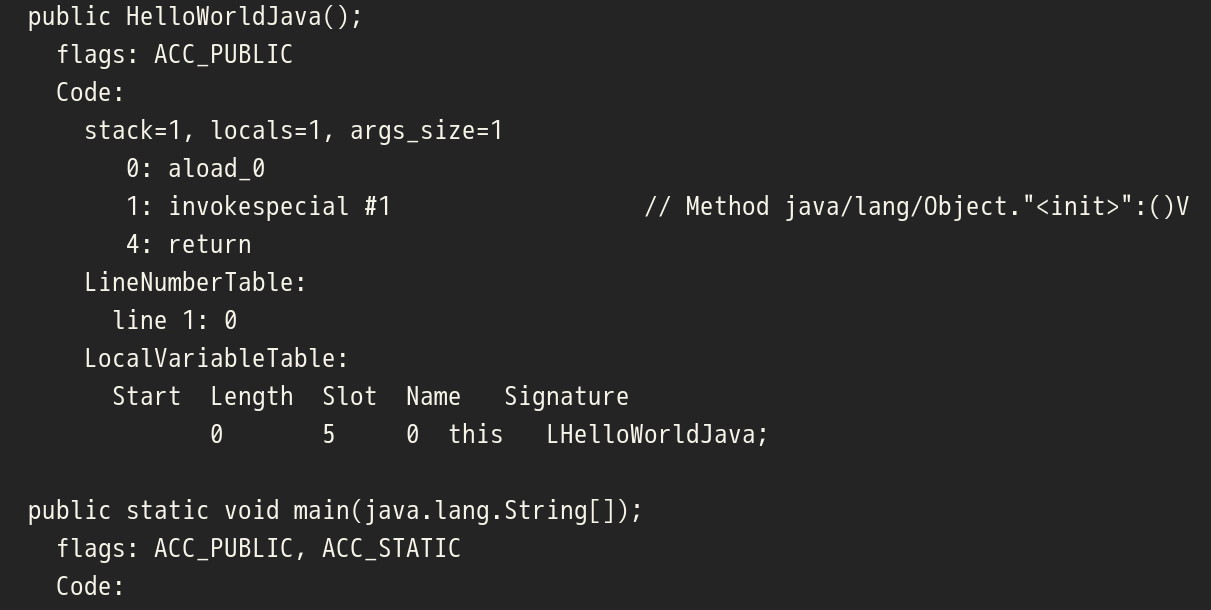 public HelloWorldJava();
  flags: ACC_PUBLIC
  Code:
    stack=1, locals=1, args_size=1
       0: aload_0
       1: invokespecial #1                  // Method java/lang/Object."<init>":()V
       4: return
    LineNumberTable:
      line 1: 0
    LocalVariableTable:
      Start  Length  Slot  Name   Signature
             0       5     0  this   LHelloWorldJava;

public static void main(java.lang.String[]);
  flags: ACC_PUBLIC, ACC_STATIC
  Code: